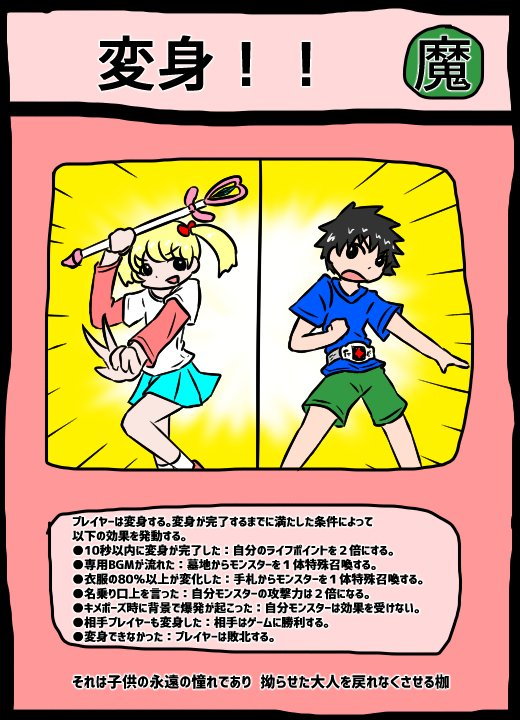 変身！！
魔
プレイヤーは変身する。変身が完了するまでに満たした条件によって
以下の効果を発動する。
●10秒以内に変身が完了した：自分のライフポイントを２倍にする。
●専用BGMが流れた：墓地からモンスターを１体特殊召喚する。
●衣服の80%以上が変化した：手札からモンスターを１体特殊召喚する。
●名乗り口上を言った：自分モンスターの攻撃力は２倍になる。
●キメポーズ時に背景で爆発が起こった：自分モンスターは効果を受けない。
●相手プレイヤーも変身した：相手はゲームに勝利する。
●変身できなかった：プレイヤーは敗北する。
それは子供の永遠の憧れであり 拗らせた大人を戻れなくさせる枷